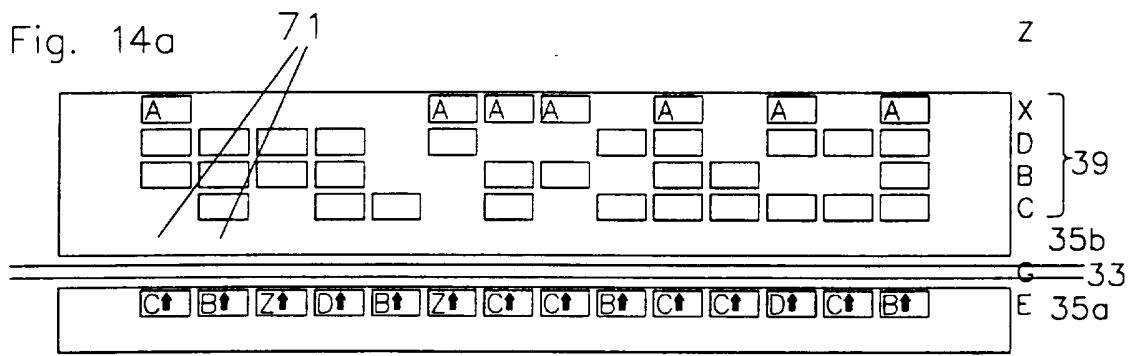 Fig. 14a 71 Z
A A A A A A A X
D
B 39
C
35b
G 33
C B Z D B Z C C B C C D C B E 35a